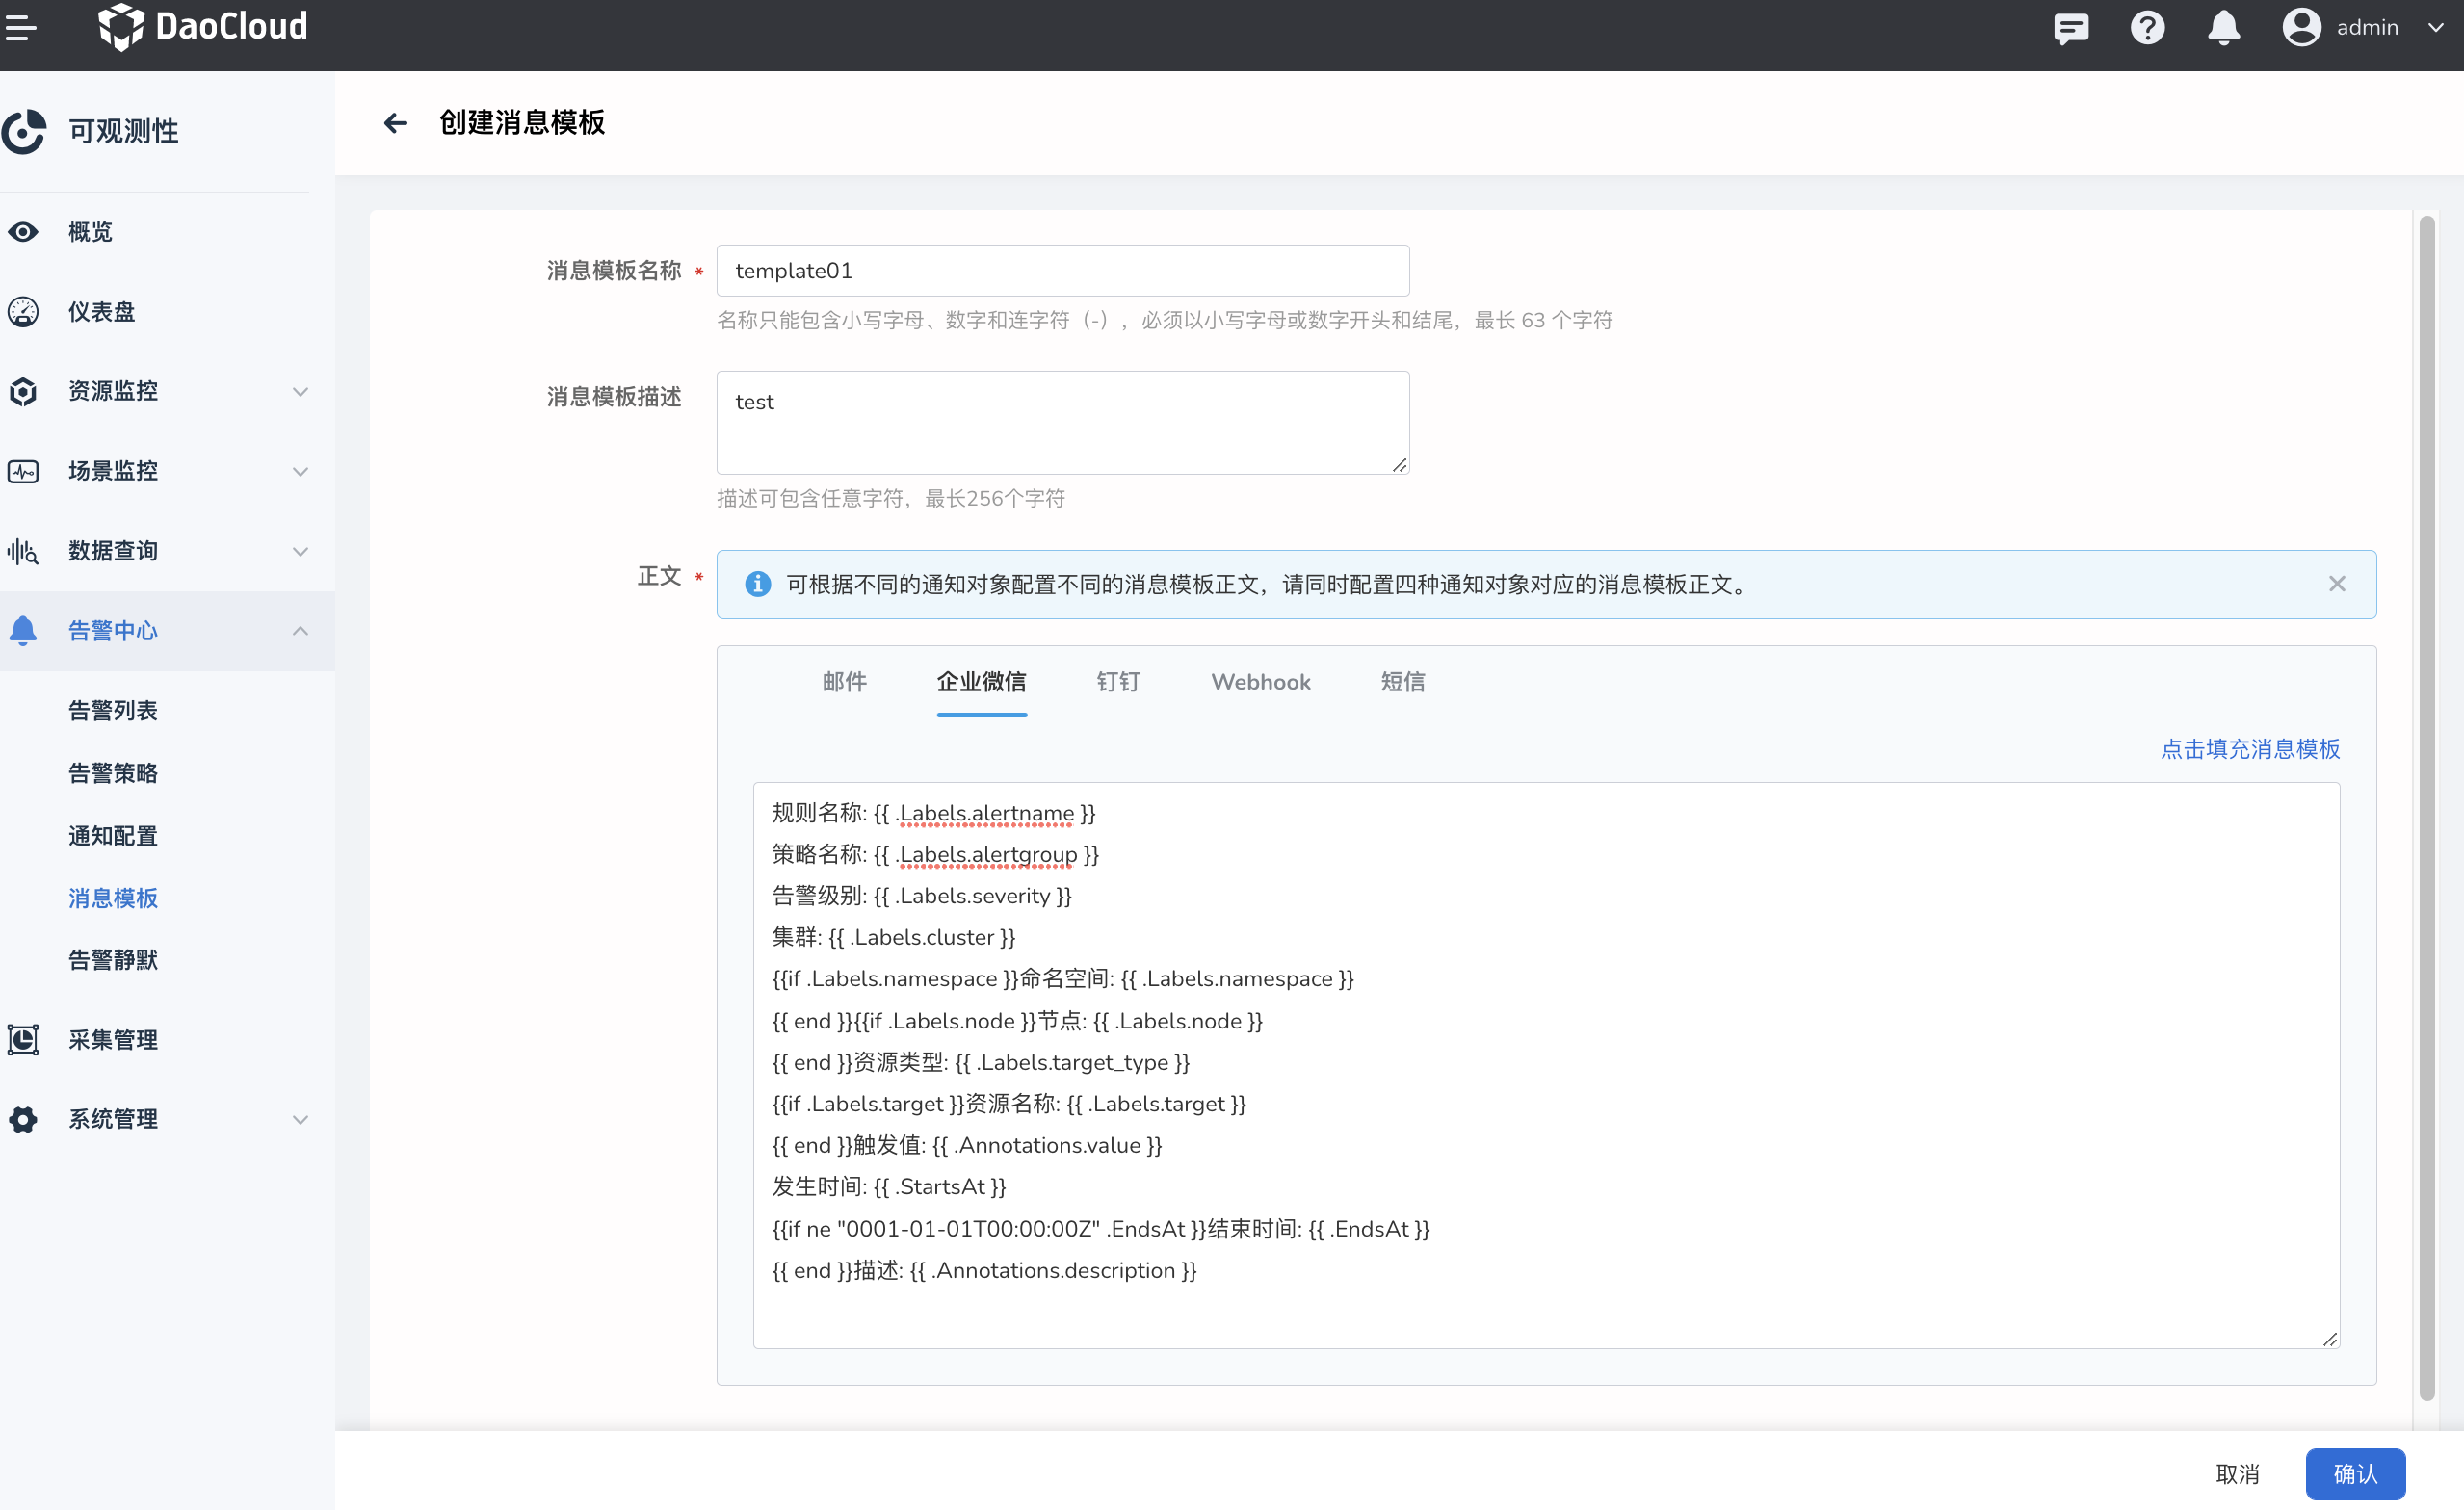 DaoCloud
admin
可观测性
概览
仪表盘
资源监控
场景监控
数据查询
告警中心
告警列表
告警策略
通知配置
消息模板
告警静默
采集管理
系统管理
创建消息模板
消息模板名称 *
template01
名称只能包含小写字母、数字和连字符（-），必须以小写字母或数字开头和结尾，最长 63 个字符
消息模板描述
test
描述可包含任意字符，最长256个字符
正文 *
可根据不同的通知对象配置不同的消息模板正文，请同时配置四种通知对象对应的消息模板正文。
邮件 企业微信 钉钉 Webhook 短信
点击填充消息模板
规则名称: {{ .Labels.alertname }}
策略名称: {{ .Labels.alertgroup }}
告警级别: {{ .Labels.severity }}
集群: {{ .Labels.cluster }}
{{if .Labels.namespace }}命名空间: {{ .Labels.namespace }}
{{ end }}{{if .Labels.node }}节点: {{ .Labels.node }}
{{ end }}资源类型: {{ .Labels.target_type }}
{{if .Labels.target }}资源名称: {{ .Labels.target }}
{{ end }}触发值: {{ .Annotations.value }}
发生时间: {{ .StartsAt }}
{{if ne "0001-01-01T00:00:00Z" .EndsAt }}结束时间: {{ .EndsAt }}
{{ end }}描述: {{ .Annotations.description }}
取消 确认